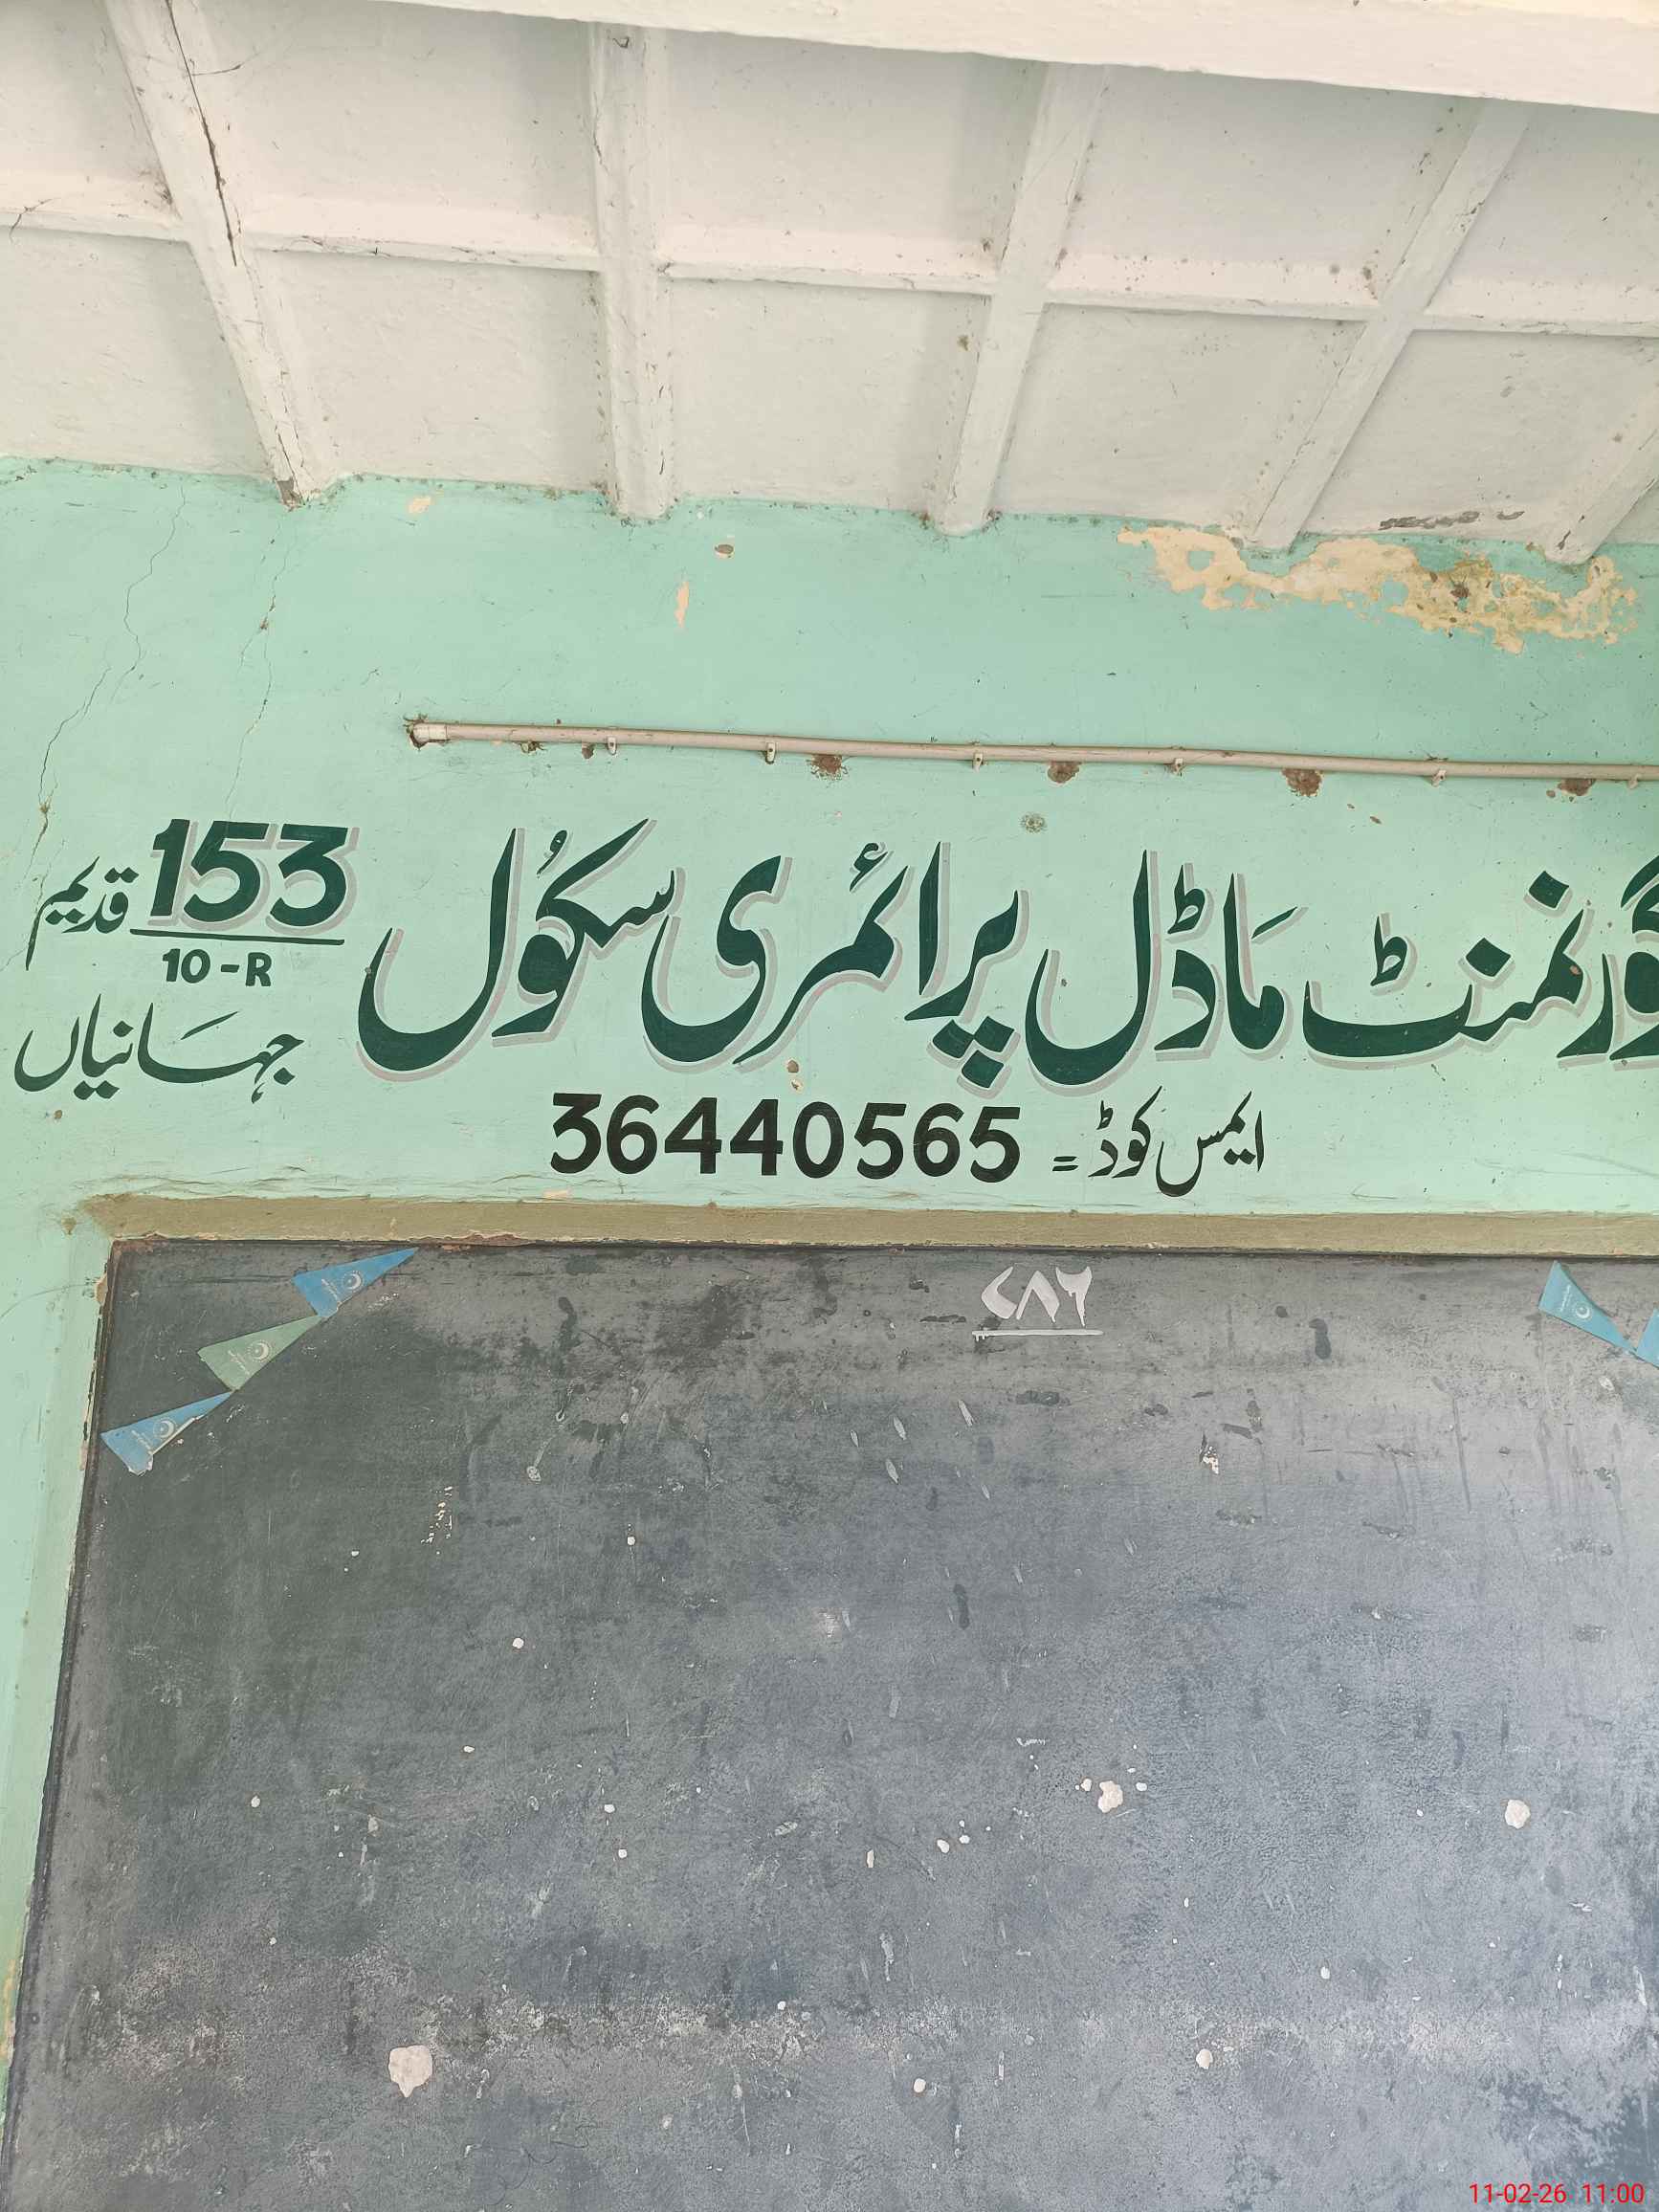 گورنمنٹ ماڈل پرائمری سکول 153/10-R قدیم
جہانیاں
ایمس کوڈ = 36440565
۷۸۶
11-02-26 11:00